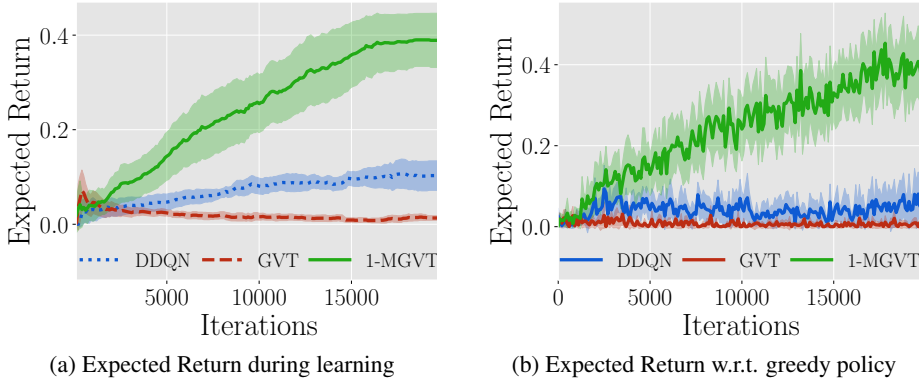 Expected Return
0.4
0.2
0.0
DDQN GVT 1-MGVT
5000 10000 15000
Iterations
(a) Expected Return during learning
Expected Return
0.4
0.2
0.0
DDQN GVT 1-MGVT
0 5000 10000 15000
Iterations
(b) Expected Return w.r.t. greedy policy